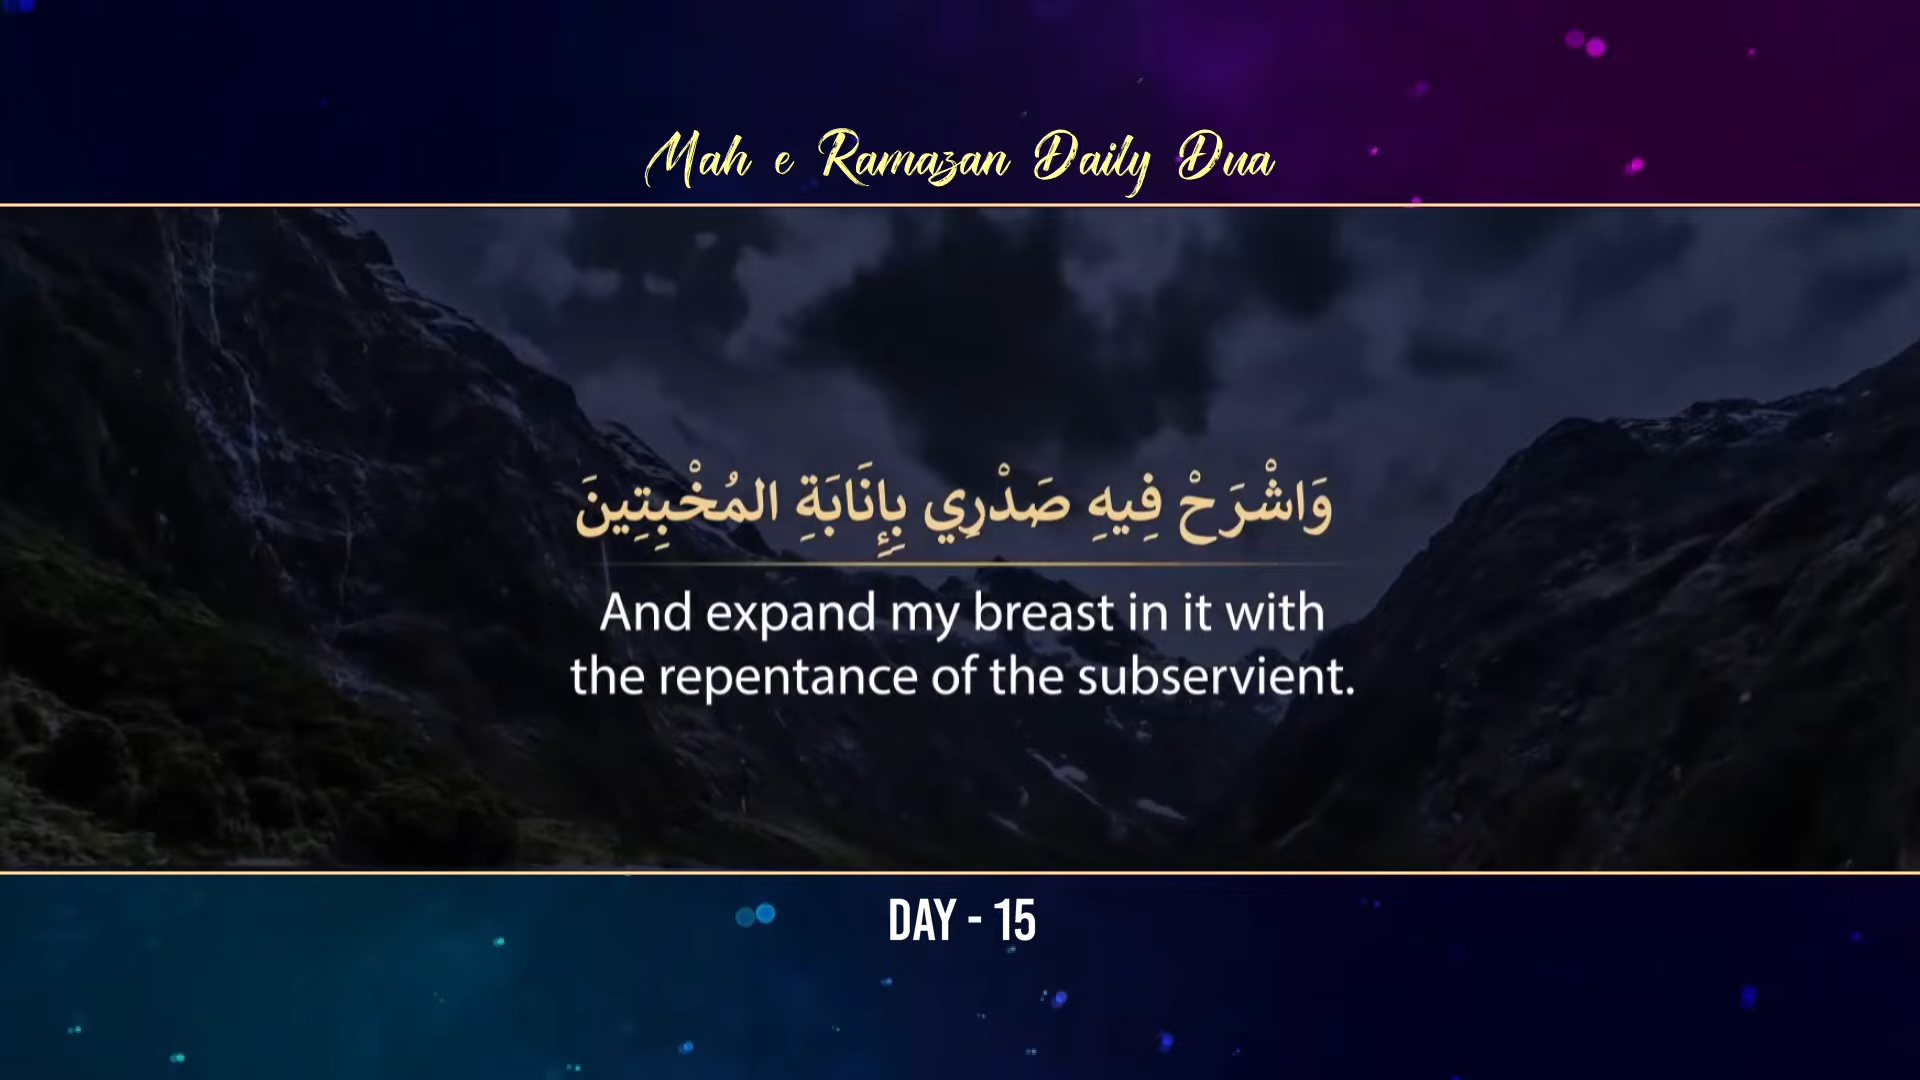 Mah e Ramazan Daily Dua
وَاشْرَحْ فِيهِ صَدْرِي بِإِنَابَةِ المُخْبِتِينَ
And expand my breast in it with
the repentance of the subservient.
DAY - 15